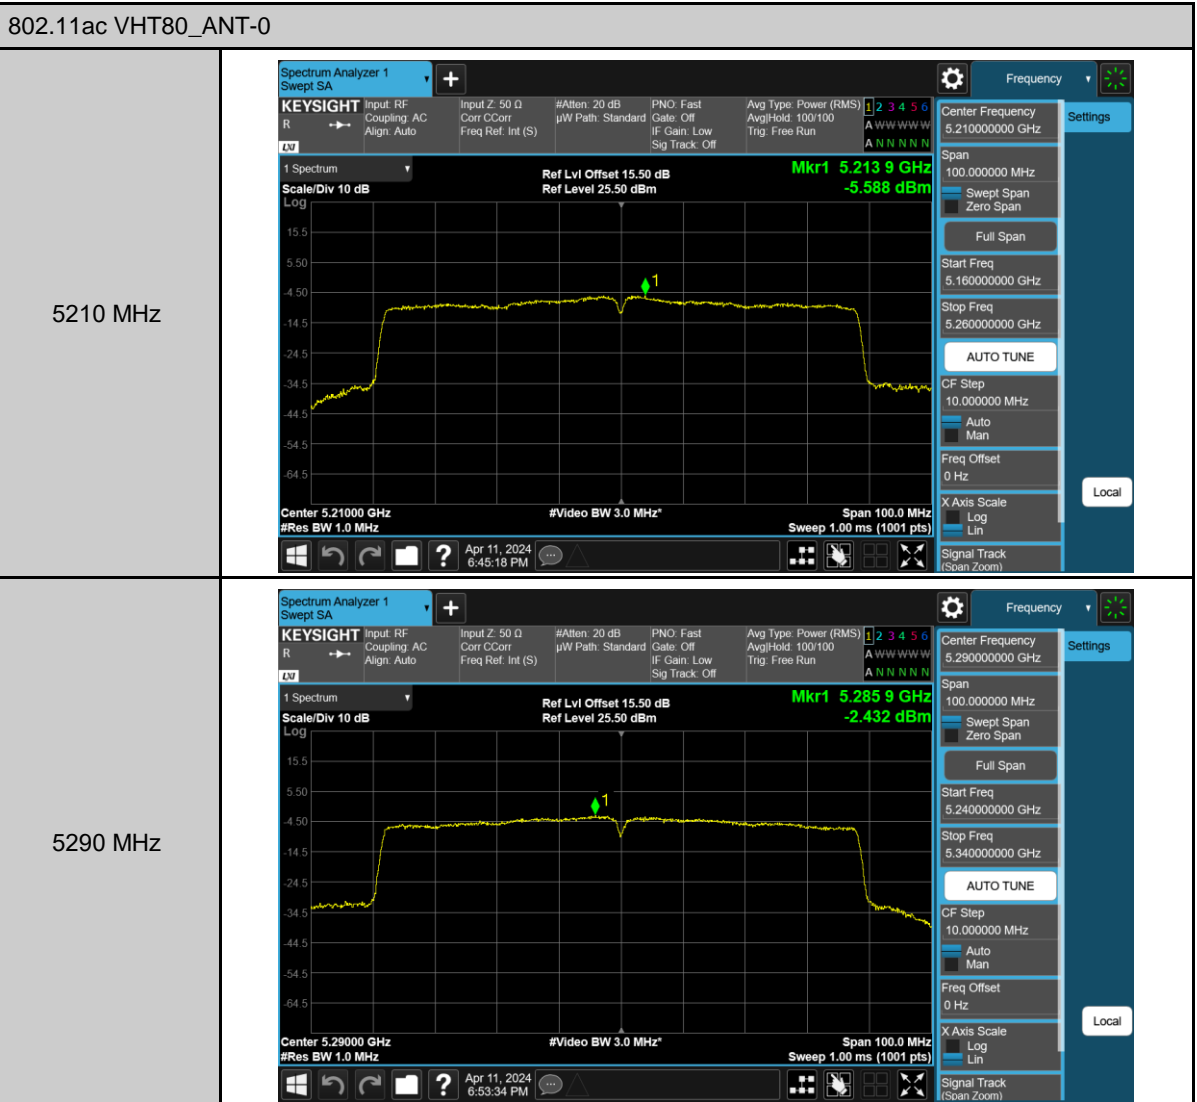 802.11ac VHT80_ANT-0
5210 MHz
Spectrum Analyzer 1
Swept SA
Frequency
KEYSIGHT
R
LXI
Input: RF
Coupling: AC
Align: Auto
Input Z: 50 Ω
Corr CCorr
Freq Ref: Int (S)
#Atten: 20 dB
µW Path: Standard
PNO: Fast
Gate: Off
IF Gain: Low
Sig Track: Off
Avg Type: Power (RMS)
Avg|Hold: 100/100
Trig: Free Run
1 2 3 4 5 6
A W W W W W
A N N N N N
1 Spectrum
Scale/Div 10 dB
Log
Ref Lvl Offset 15.50 dB
Ref Level 25.50 dBm
Mkr1 5.213 9 GHz
-5.588 dBm
15.5
5.50
-4.50
-14.5
-24.5
-34.5
-44.5
-54.5
-64.5
1
Center 5.21000 GHz
#Res BW 1.0 MHz
#Video BW 3.0 MHz*
Span 100.0 MHz
Sweep 1.00 ms (1001 pts)
?
Apr 11, 2024
6:45:18 PM
Center Frequency
5.210000000 GHz
Settings
Span
100.000000 MHz
Swept Span
Zero Span
Full Span
Start Freq
5.160000000 GHz
Stop Freq
5.260000000 GHz
AUTO TUNE
CF Step
10.000000 MHz
Auto
Man
Freq Offset
0 Hz
X Axis Scale
Log
Lin
Signal Track
(Span Zoom)
Local
5290 MHz
Spectrum Analyzer 1
Swept SA
Frequency
KEYSIGHT
R
LXI
Input: RF
Coupling: AC
Align: Auto
Input Z: 50 Ω
Corr CCorr
Freq Ref: Int (S)
#Atten: 20 dB
µW Path: Standard
PNO: Fast
Gate: Off
IF Gain: Low
Sig Track: Off
Avg Type: Power (RMS)
Avg|Hold: 100/100
Trig: Free Run
1 2 3 4 5 6
A W W W W W
A N N N N N
1 Spectrum
Scale/Div 10 dB
Log
Ref Lvl Offset 15.50 dB
Ref Level 25.50 dBm
Mkr1 5.285 9 GHz
-2.432 dBm
15.5
5.50
-4.50
-14.5
-24.5
-34.5
-44.5
-54.5
-64.5
1
Center 5.29000 GHz
#Res BW 1.0 MHz
#Video BW 3.0 MHz*
Span 100.0 MHz
Sweep 1.00 ms (1001 pts)
?
Apr 11, 2024
6:53:34 PM
Center Frequency
5.290000000 GHz
Settings
Span
100.000000 MHz
Swept Span
Zero Span
Full Span
Start Freq
5.240000000 GHz
Stop Freq
5.340000000 GHz
AUTO TUNE
CF Step
10.000000 MHz
Auto
Man
Freq Offset
0 Hz
X Axis Scale
Log
Lin
Signal Track
(Span Zoom)
Local